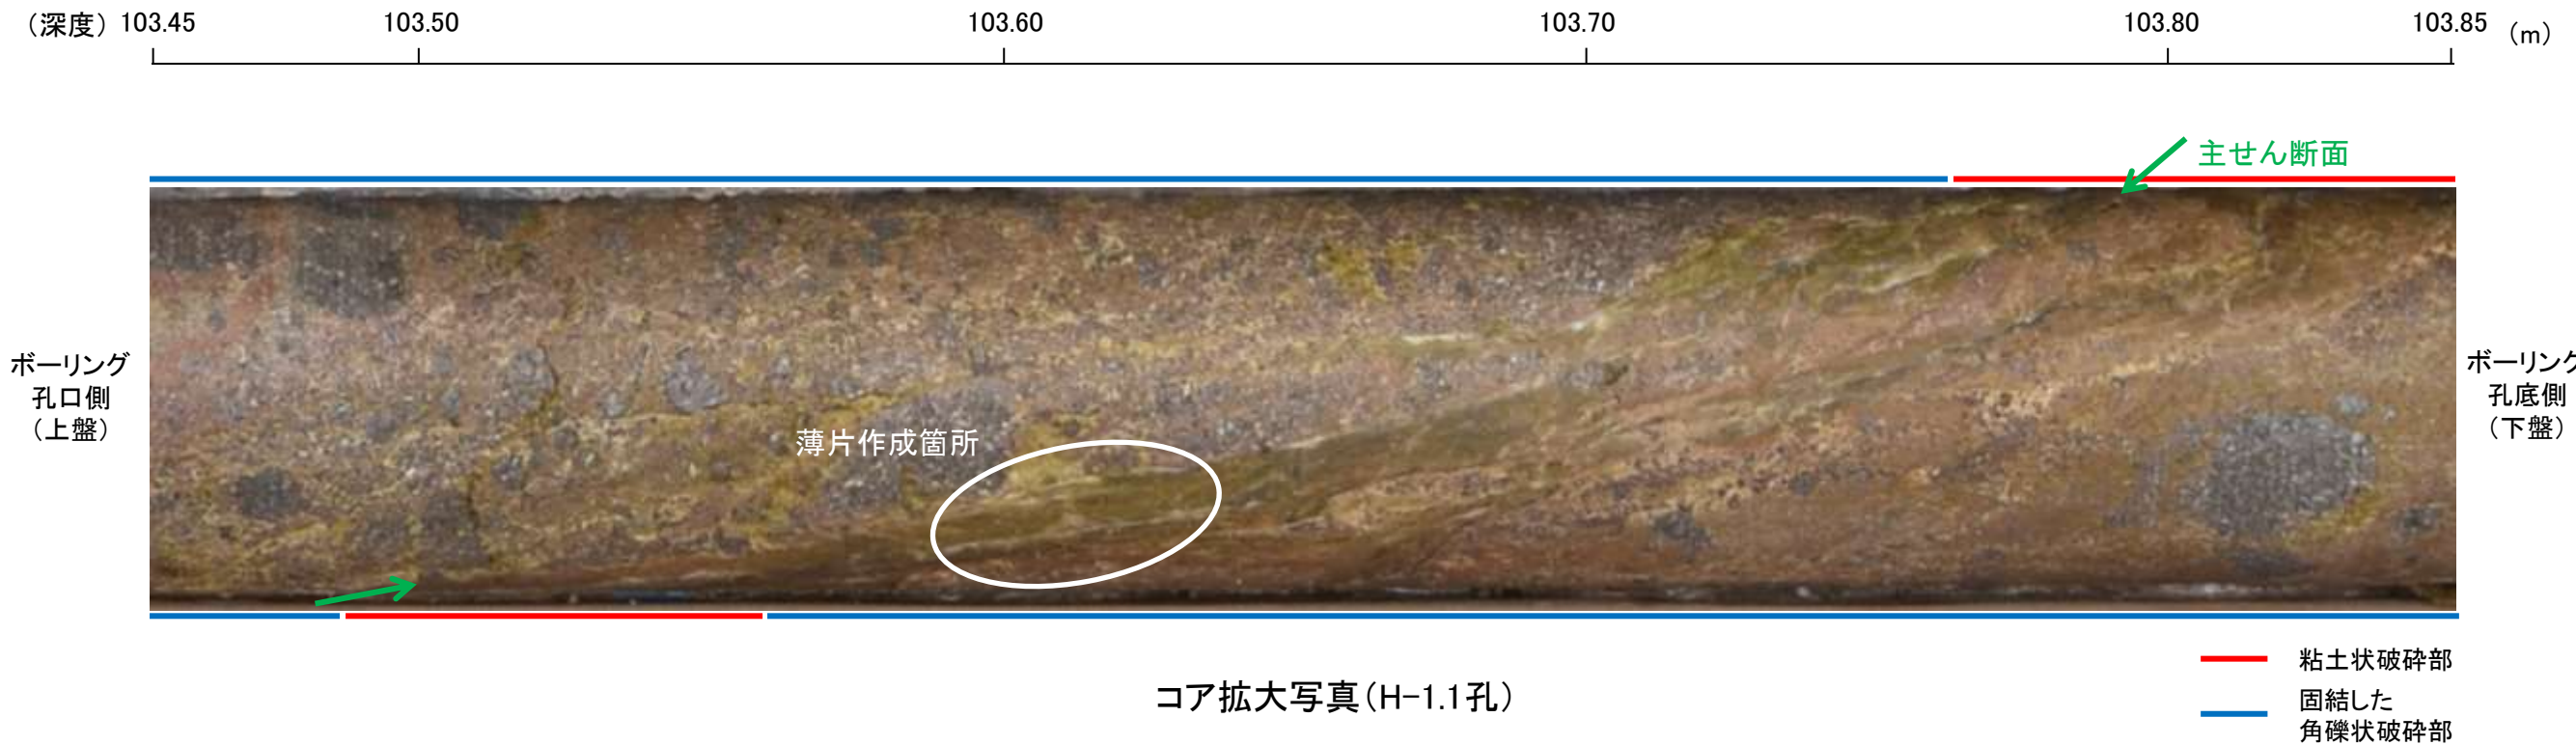 （深度） 103.45 103.50 103.60 103.70 103.80 103.85 （m）
主せん断面
ボーリング
孔口側
（上盤）
薄片作成箇所
ボーリング
孔底側
（下盤）
コア拡大写真（H-1.1孔）
粘土状破砕部
固結した
角礫状破砕部